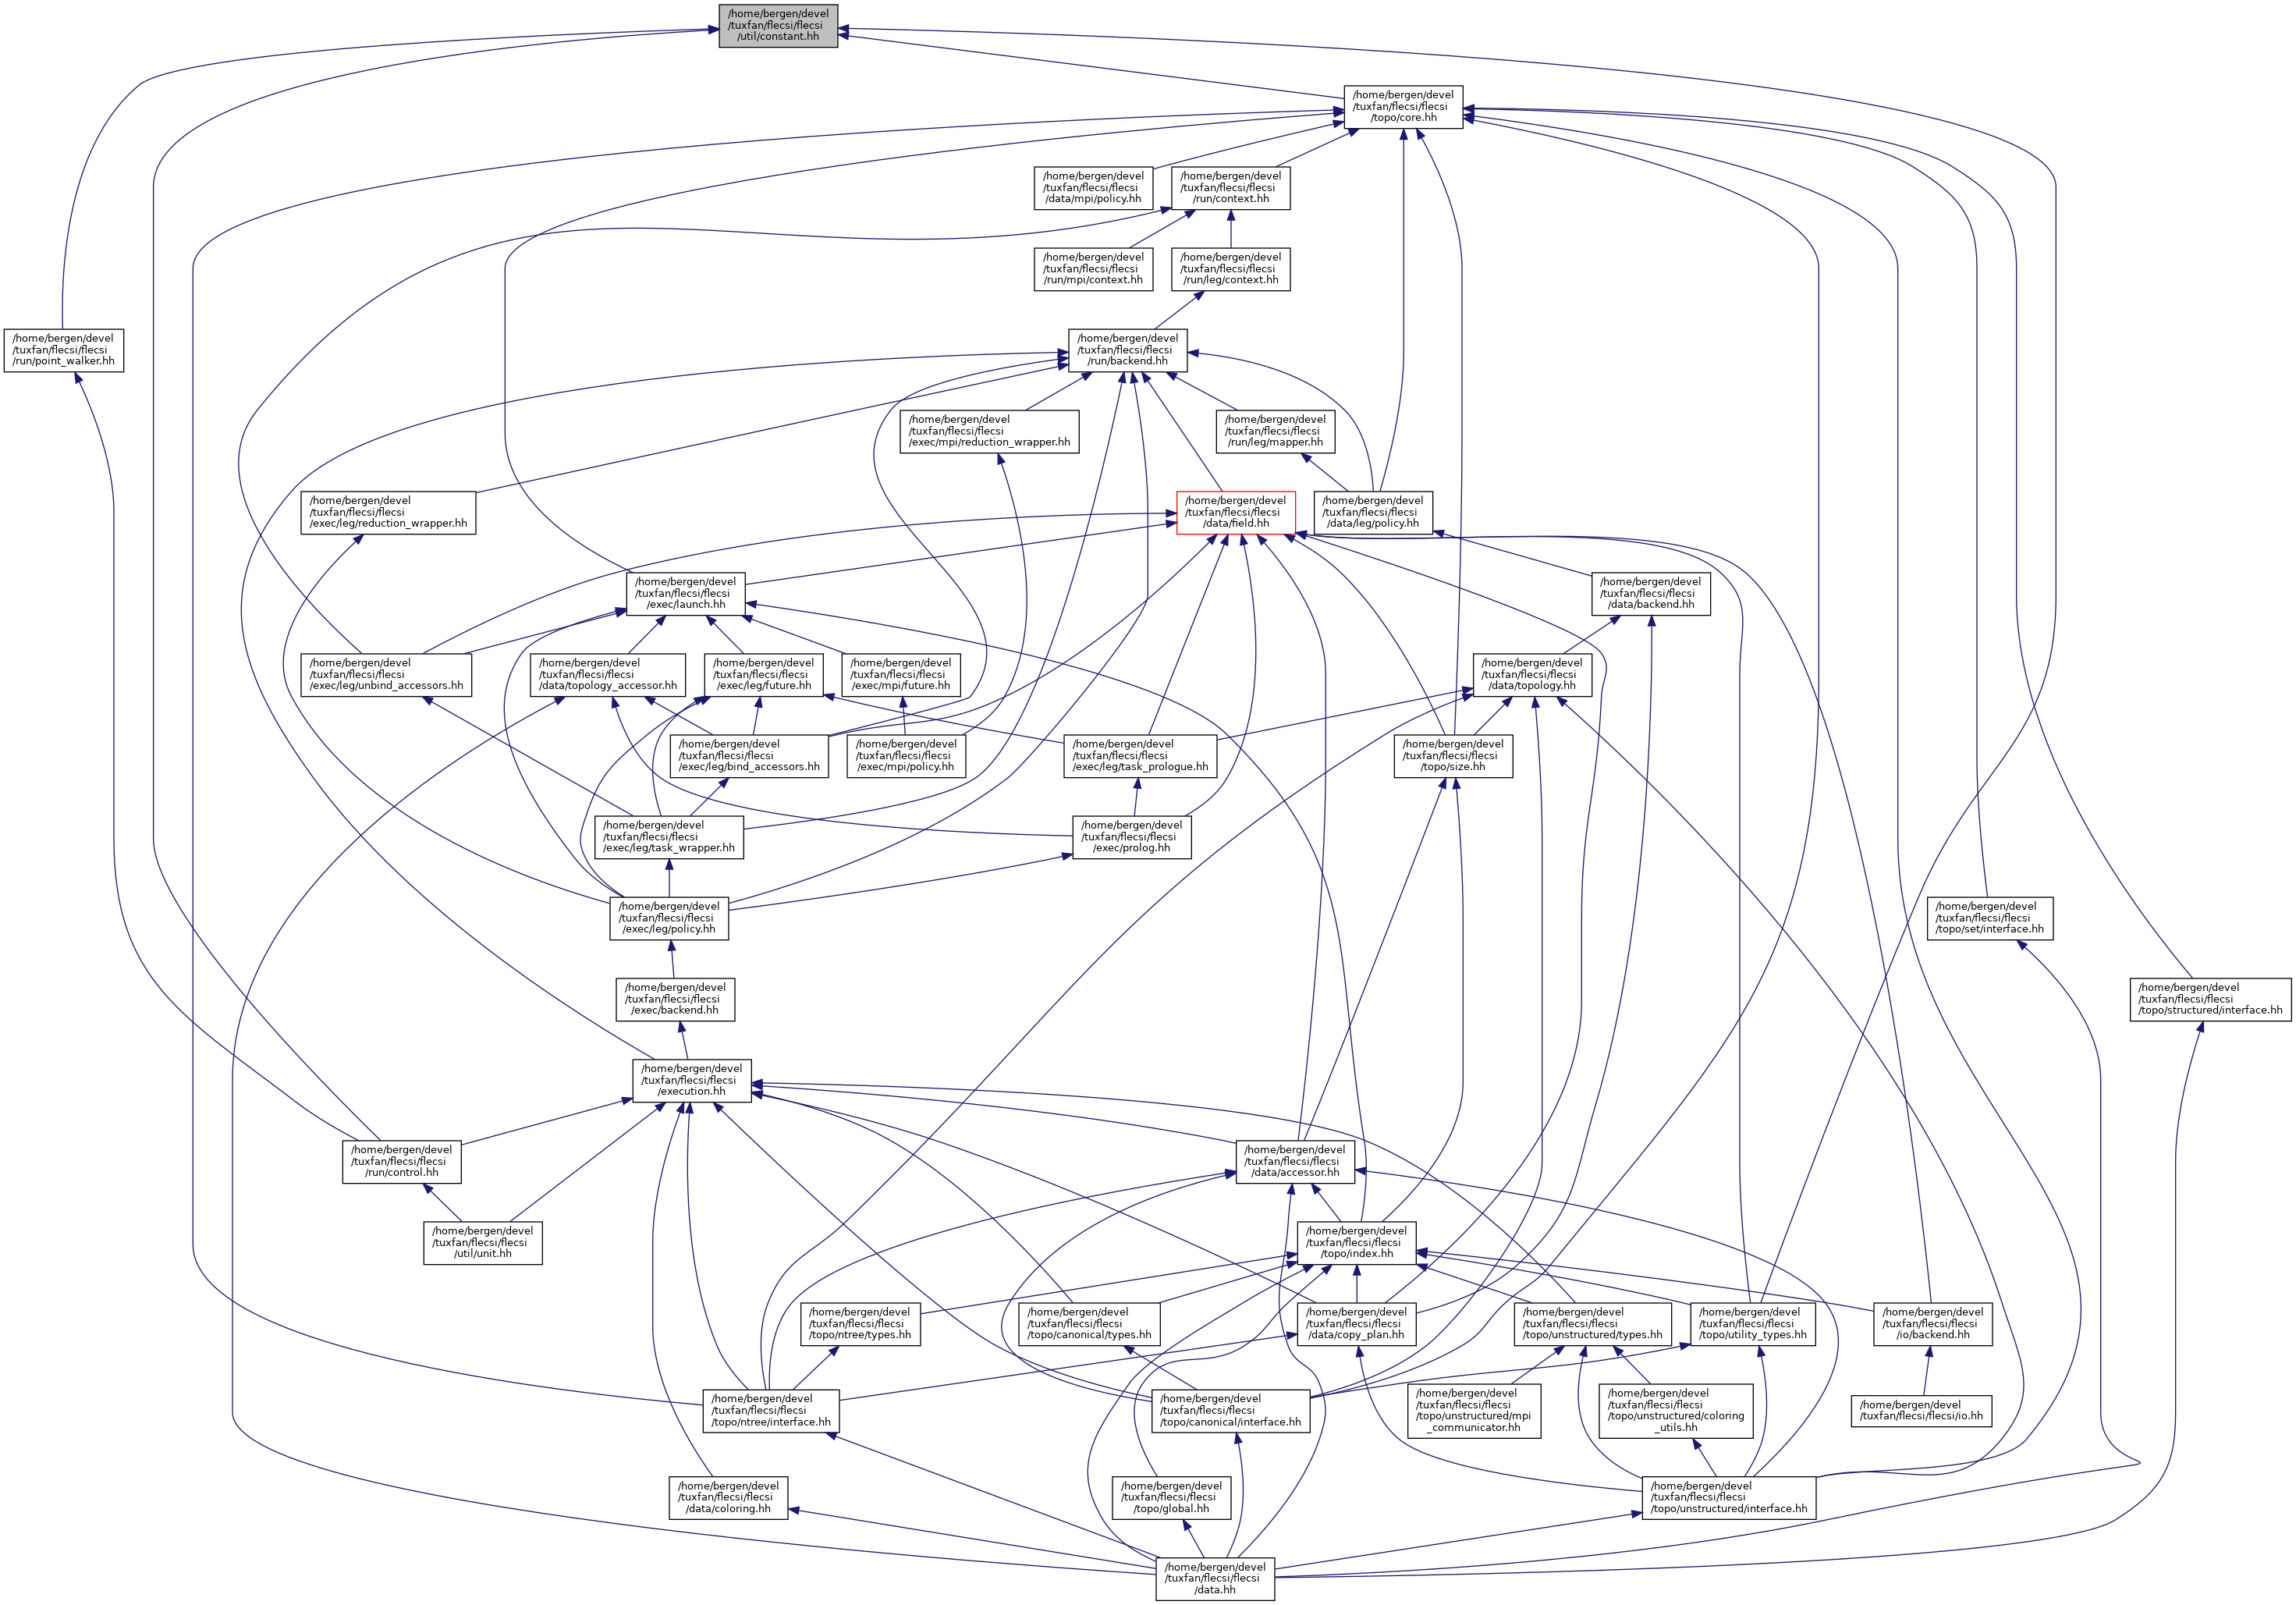 /home/bergen/devel
/tuxfan/flecsi/flecsi
/util/constant.hh
/home/bergen/devel
/tuxfan/flecsi/flecsi
/topo/core.hh
/home/bergen/devel
/tuxfan/flecsi/flecsi
/data/mpi/policy.hh
/home/bergen/devel
/tuxfan/flecsi/flecsi
/run/context.hh
/home/bergen/devel
/tuxfan/flecsi/flecsi
/run/mpi/context.hh
/home/bergen/devel
/tuxfan/flecsi/flecsi
/run/leg/context.hh
/home/bergen/devel
/tuxfan/flecsi/flecsi
/run/point_walker.hh
/home/bergen/devel
/tuxfan/flecsi/flecsi
/run/backend.hh
/home/bergen/devel
/tuxfan/flecsi/flecsi
/exec/mpi/reduction_wrapper.hh
/home/bergen/devel
/tuxfan/flecsi/flecsi
/run/leg/mapper.hh
/home/bergen/devel
/tuxfan/flecsi/flecsi
/exec/leg/reduction_wrapper.hh
/home/bergen/devel
/tuxfan/flecsi/flecsi
/data/field.hh
/home/bergen/devel
/tuxfan/flecsi/flecsi
/data/leg/policy.hh
/home/bergen/devel
/tuxfan/flecsi/flecsi
/exec/launch.hh
/home/bergen/devel
/tuxfan/flecsi/flecsi
/data/backend.hh
/home/bergen/devel
/tuxfan/flecsi/flecsi
/exec/leg/unbind_accessors.hh
/home/bergen/devel
/tuxfan/flecsi/flecsi
/data/topology_accessor.hh
/home/bergen/devel
/tuxfan/flecsi/flecsi
/exec/leg/future.hh
/home/bergen/devel
/tuxfan/flecsi/flecsi
/exec/mpi/future.hh
/home/bergen/devel
/tuxfan/flecsi/flecsi
/data/topology.hh
/home/bergen/devel
/tuxfan/flecsi/flecsi
/exec/leg/bind_accessors.hh
/home/bergen/devel
/tuxfan/flecsi/flecsi
/exec/mpi/policy.hh
/home/bergen/devel
/tuxfan/flecsi/flecsi
/exec/leg/task_prologue.hh
/home/bergen/devel
/tuxfan/flecsi/flecsi
/topo/size.hh
/home/bergen/devel
/tuxfan/flecsi/flecsi
/exec/leg/task_wrapper.hh
/home/bergen/devel
/tuxfan/flecsi/flecsi
/exec/prolog.hh
/home/bergen/devel
/tuxfan/flecsi/flecsi
/exec/leg/policy.hh
/home/bergen/devel
/tuxfan/flecsi/flecsi
/topo/set/interface.hh
/home/bergen/devel
/tuxfan/flecsi/flecsi
/exec/backend.hh
/home/bergen/devel
/tuxfan/flecsi/flecsi
/topo/structured/interface.hh
/home/bergen/devel
/tuxfan/flecsi/flecsi
/execution.hh
/home/bergen/devel
/tuxfan/flecsi/flecsi
/run/control.hh
/home/bergen/devel
/tuxfan/flecsi/flecsi
/data/accessor.hh
/home/bergen/devel
/tuxfan/flecsi/flecsi
/util/unit.hh
/home/bergen/devel
/tuxfan/flecsi/flecsi
/topo/index.hh
/home/bergen/devel
/tuxfan/flecsi/flecsi
/topo/ntree/types.hh
/home/bergen/devel
/tuxfan/flecsi/flecsi
/topo/canonical/types.hh
/home/bergen/devel
/tuxfan/flecsi/flecsi
/data/copy_plan.hh
/home/bergen/devel
/tuxfan/flecsi/flecsi
/topo/unstructured/types.hh
/home/bergen/devel
/tuxfan/flecsi/flecsi
/topo/utility_types.hh
/home/bergen/devel
/tuxfan/flecsi/flecsi
/io/backend.hh
/home/bergen/devel
/tuxfan/flecsi/flecsi
/topo/ntree/interface.hh
/home/bergen/devel
/tuxfan/flecsi/flecsi
/topo/canonical/interface.hh
/home/bergen/devel
/tuxfan/flecsi/flecsi
/topo/unstructured/mpi
_communicator.hh
/home/bergen/devel
/tuxfan/flecsi/flecsi
/topo/unstructured/coloring
_utils.hh
/home/bergen/devel
/tuxfan/flecsi/flecsi/io.hh
/home/bergen/devel
/tuxfan/flecsi/flecsi
/data/coloring.hh
/home/bergen/devel
/tuxfan/flecsi/flecsi
/topo/global.hh
/home/bergen/devel
/tuxfan/flecsi/flecsi
/topo/unstructured/interface.hh
/home/bergen/devel
/tuxfan/flecsi/flecsi
/data.hh